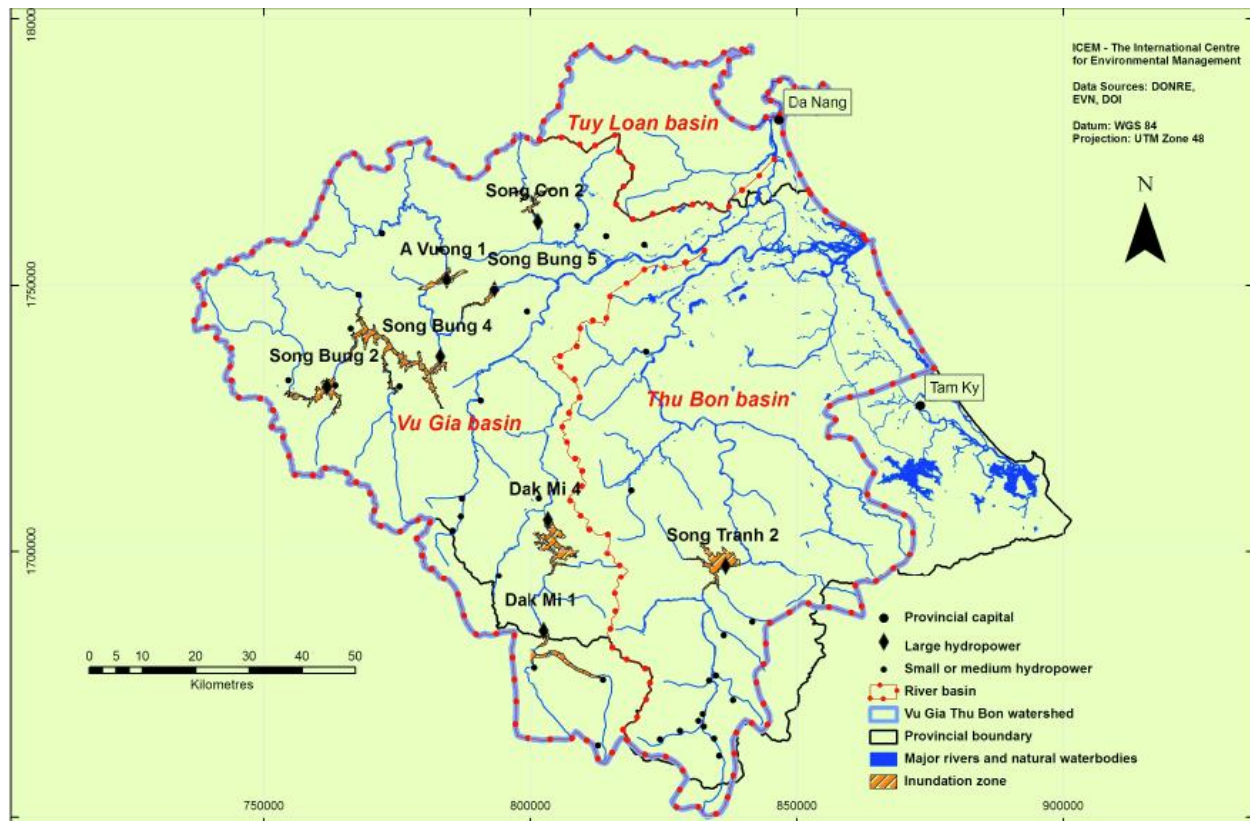 ICEM - The International Centre
for Environmental Management
Data Sources: DONRE,
EVN, DOI
Datum: WGS 84
Projection: UTM Zone 48
N
Da Nang
Tuy Loan basin
Song Con 2
A Vuong 1
Song Bung 5
Song Bung 4
Song Bung 2
Vu Gia basin
Thu Bon basin
Tam Ky
Dak Mi 4
Song Tranh 2
Dak Mi 1
0 5 10 20 30 40 50
Kilometres
Provincial capital
Large hydropower
Small or medium hydropower
River basin
Vu Gia Thu Bon watershed
Provincial boundary
Major rivers and natural waterbodies
Inundation zone
1750000
1700000
750000 800000 850000 900000